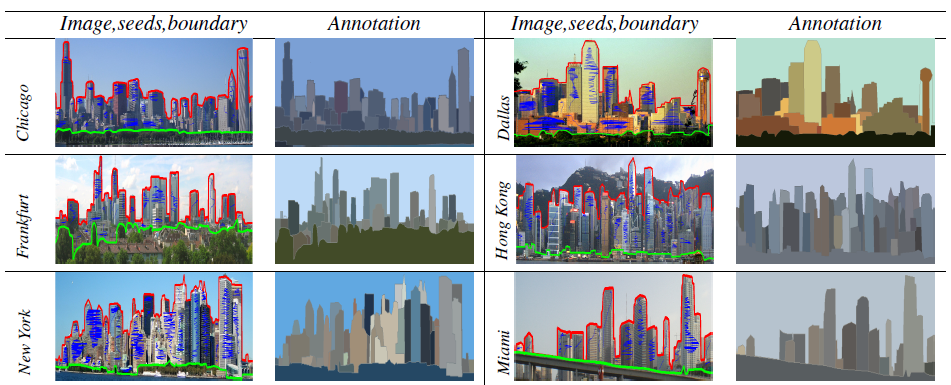 Image,seeds,boundary Annotation Image,seeds,boundary Annotation
Chicago Dallas
Frankfurt Hong Kong
New York Miami